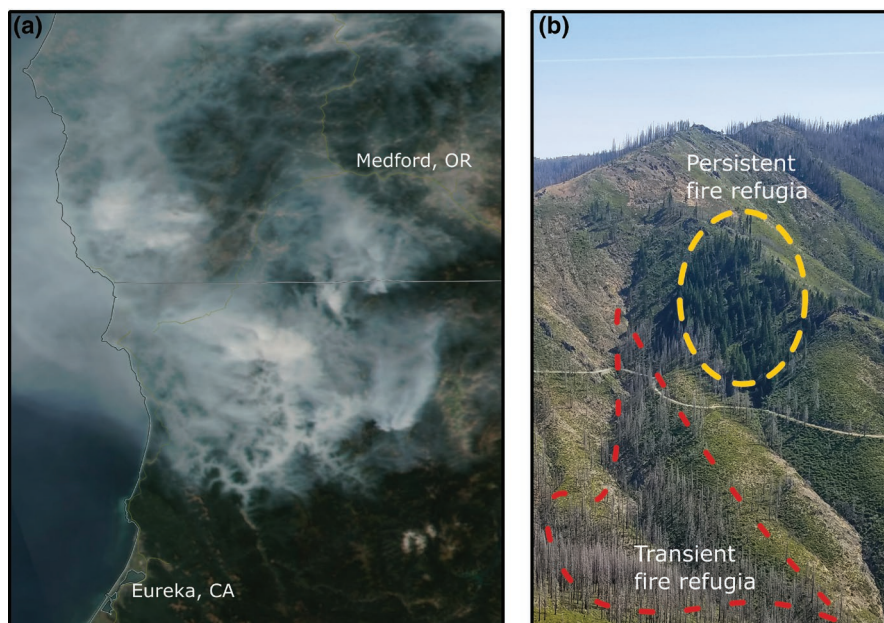 (a)
Medford, OR
Eureka, CA
(b)
Persistent
fire refugia
Transient
fire refugia